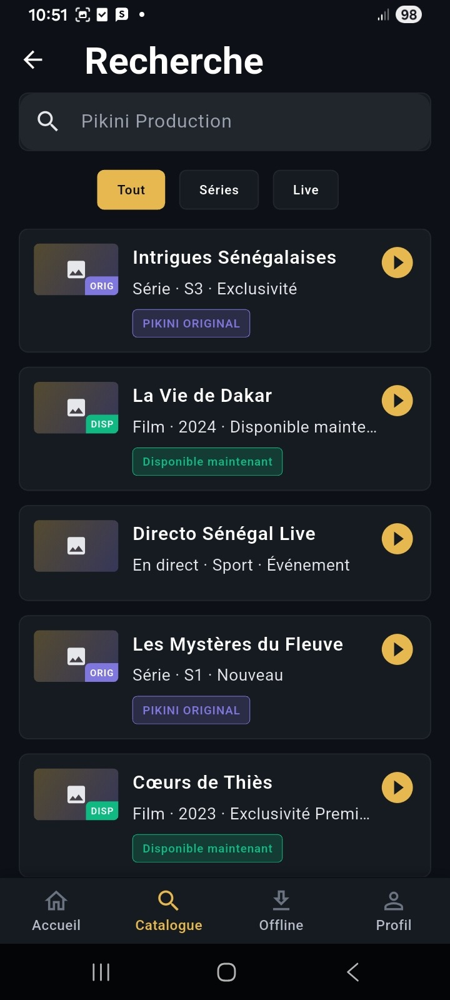 10:51
S
98
Recherche
Pikini Production
Tout
Séries
Live
Intrigues Sénégalaises
ORIG
Série · S3 · Exclusivité
PIKINI ORIGINAL
La Vie de Dakar
DISP
Film · 2024 · Disponible mainte...
Disponible maintenant
Directo Sénégal Live
En direct · Sport · Événement
Les Mystères du Fleuve
ORIG
Série · S1 · Nouveau
PIKINI ORIGINAL
Cœurs de Thiès
DISP
Film · 2023 · Exclusivité Premi...
Disponible maintenant
Accueil
Catalogue
Offline
Profil